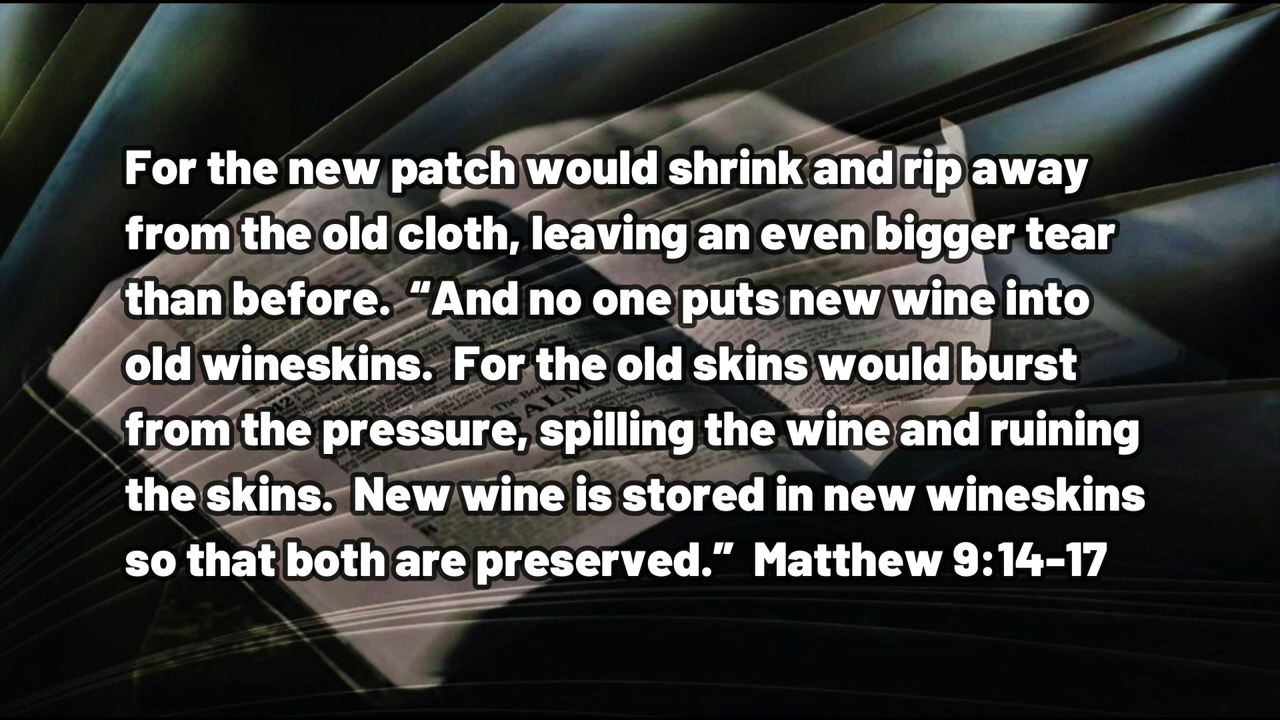 For the new patch would shrink and rip away
from the old cloth, leaving an even bigger tear
than before.  “And no one puts new wine into
old wineskins.  For the old skins would burst
from the pressure, spilling the wine and ruining
the skins.  New wine is stored in new wineskins
so that both are preserved.”  Matthew 9:14-17
The Boo
SALM